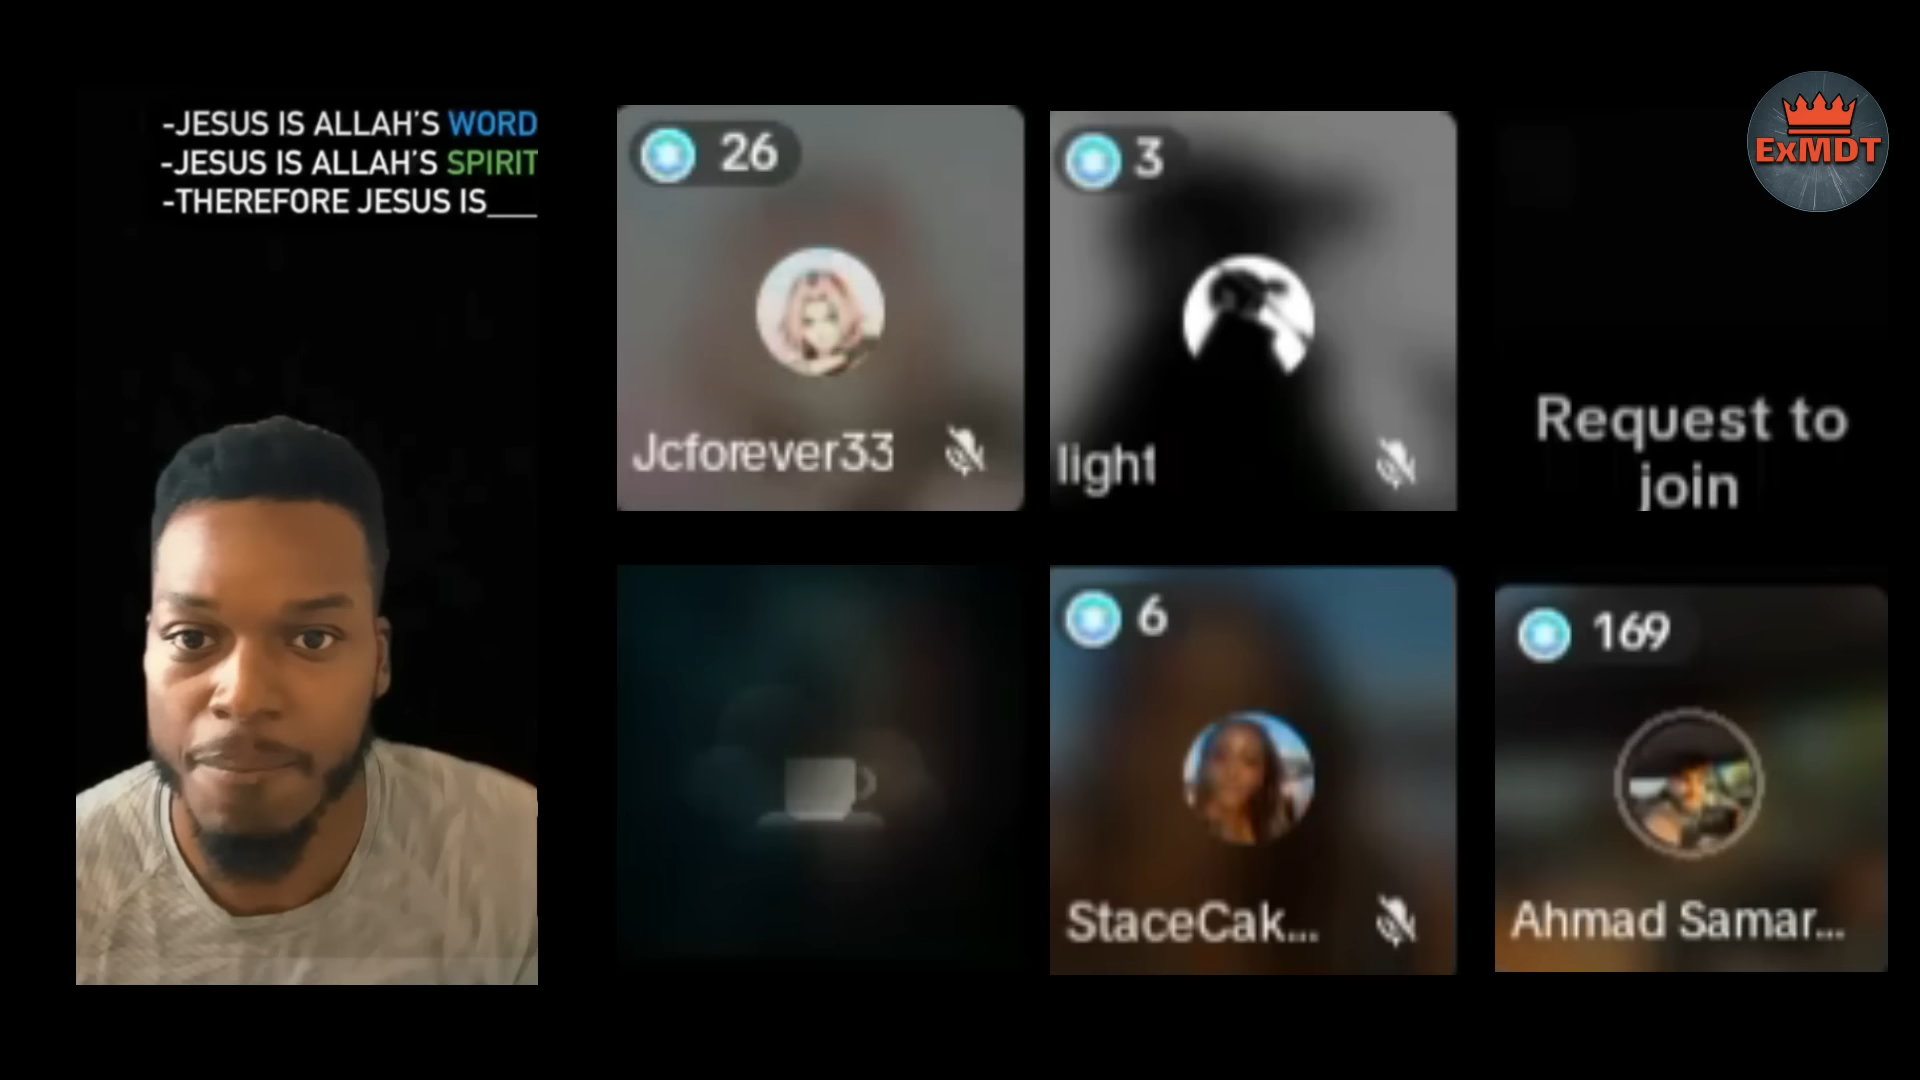 -JESUS IS ALLAH'S WORD
-JESUS IS ALLAH'S SPIRIT
-THEREFORE JESUS IS___
26
Jcforever33
3
light
Request to
join
6
StaceCak...
169
Ahmad Samar...
ExMDT